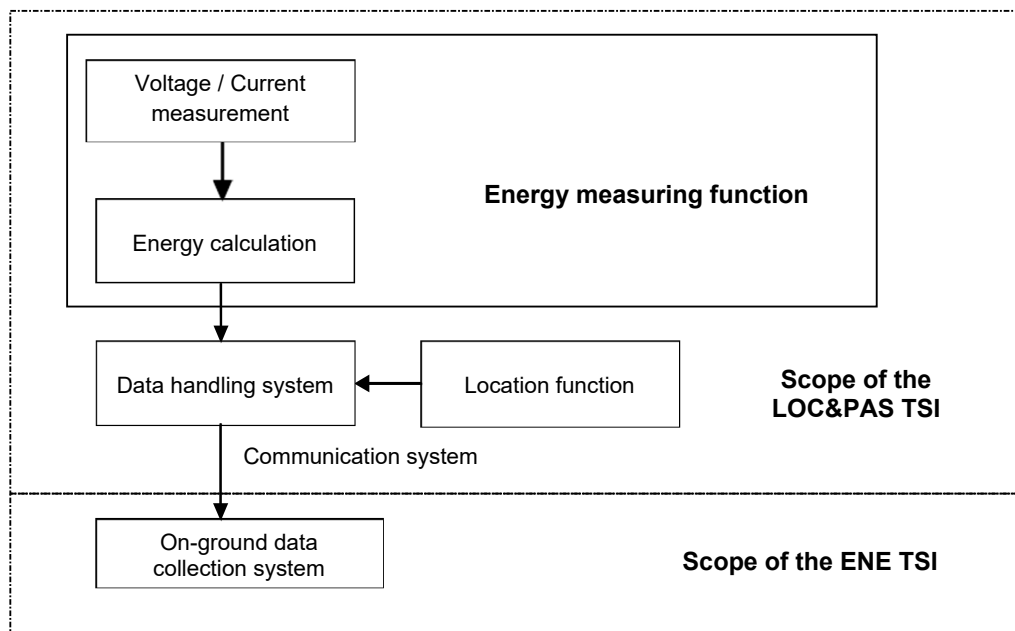 Voltage / Current
measurement
Energy measuring function
Energy calculation
Data handling system
Location function
Scope of the
LOC&PAS TSI
Communication system
On-ground data
collection system
Scope of the ENE TSI